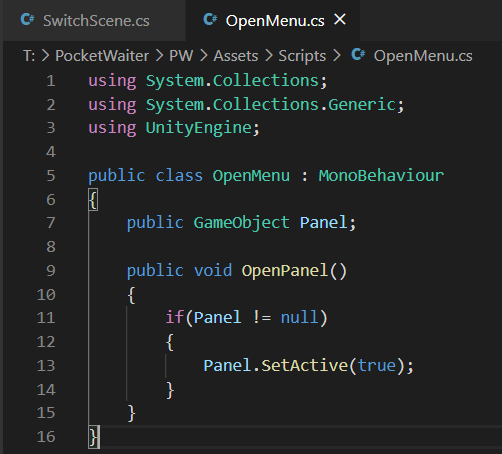 SwitchScene.cs OpenMenu.cs
T: > PocketWaiter > PW > Assets > Scripts > OpenMenu.cs
1 using System.Collections;
2 using System.Collections.Generic;
3 using UnityEngine;
4
5 public class OpenMenu : MonoBehaviour
6 {
7     public GameObject Panel;
8
9     public void OpenPanel()
10     {
11         if(Panel != null)
12         {
13             Panel.SetActive(true);
14         }
15     }
16 }